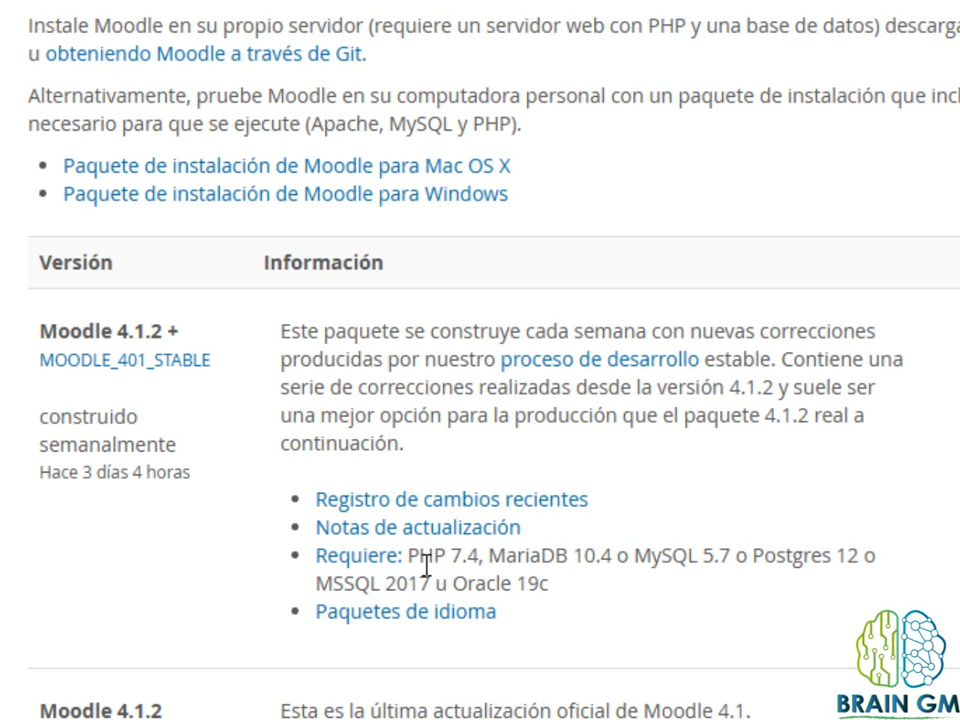 Instale Moodle en su propio servidor (requiere un servidor web con PHP y una base de datos)
u obteniendo Moodle a través de Git.
Alternativamente, pruebe Moodle en su computadora personal con un paquete de instalación que
necesario para que se ejecute (Apache, MySQL y PHP).
• Paquete de instalación de Moodle para Mac OS X
• Paquete de instalación de Moodle para Windows
Versión Información
Moodle 4.1.2 +
MOODLE_401_STABLE
construido
semanalmente
Hace 3 días 4 horas
Este paquete se construye cada semana con nuevas correcciones
producidas por nuestro proceso de desarrollo estable. Contiene una
serie de correcciones realizadas desde la versión 4.1.2 y suele ser
una mejor opción para la producción que el paquete 4.1.2 real a
continuación.
• Registro de cambios recientes
• Notas de actualización
• Requiere: PHP 7.4, MariaDB 10.4 o MySQL 5.7 o Postgres 12 o
MSSQL 2017 u Oracle 19c
• Paquetes de idioma
Moodle 4.1.2 Esta es la última actualización oficial de Moodle 4.1.
BRAIN GM